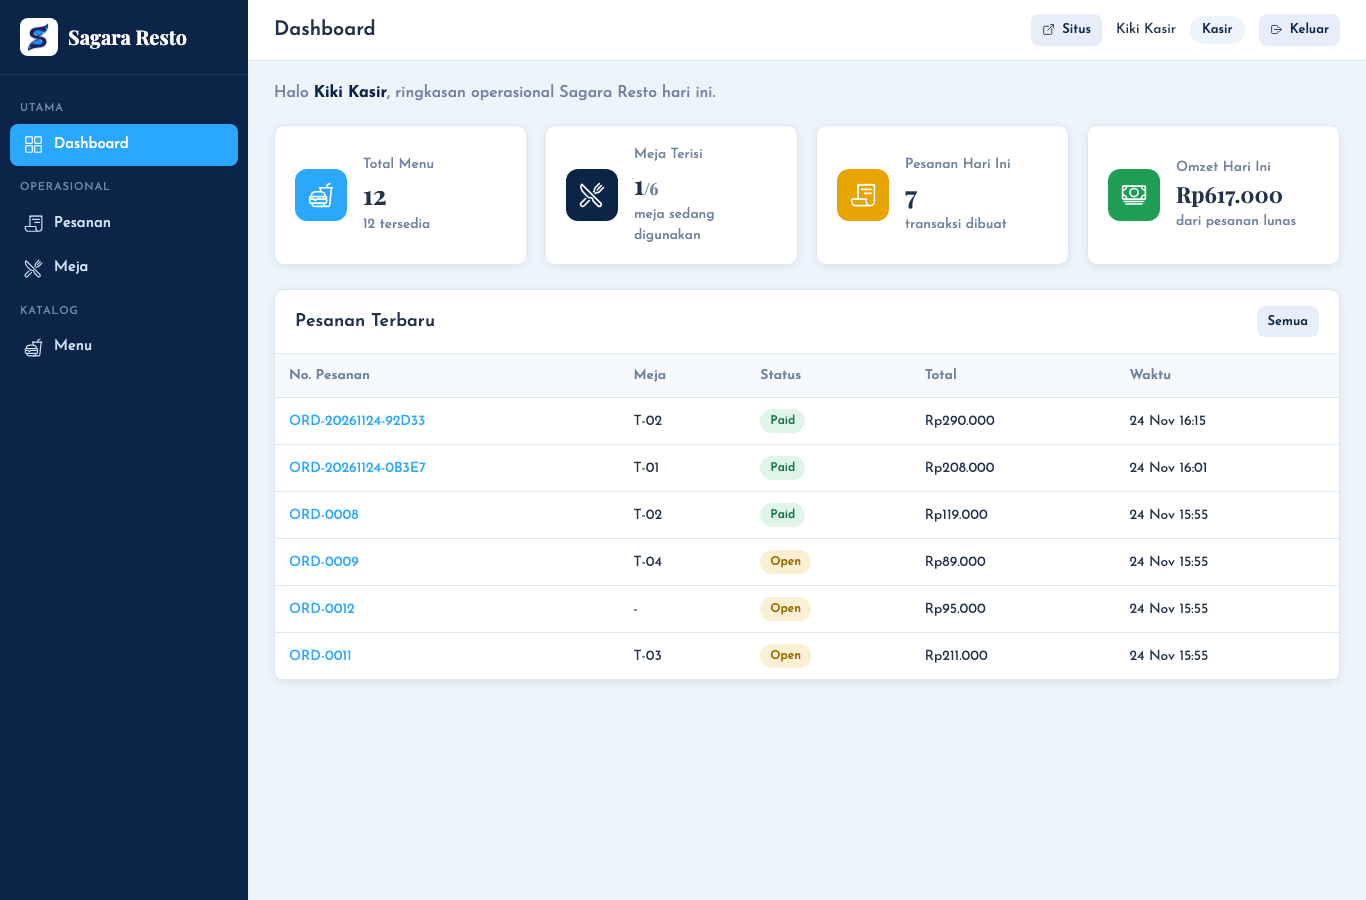 Sagara Resto
UTAMA
Dashboard
OPERASIONAL
Pesanan
Meja
KATALOG
Menu
Dashboard
Situs
Kiki Kasir
Kasir
Keluar
Halo Kiki Kasir, ringkasan operasional Sagara Resto hari ini.
Total Menu
12
12 tersedia
Meja Terisi
1/6
meja sedang
digunakan
Pesanan Hari Ini
7
transaksi dibuat
Omzet Hari Ini
Rp617.000
dari pesanan lunas
Pesanan Terbaru
Semua
No. Pesanan Meja Status Total Waktu
ORD-20261124-92D33 T-02 Paid Rp290.000 24 Nov 16:15
ORD-20261124-0B3E7 T-01 Paid Rp208.000 24 Nov 16:01
ORD-0008 T-02 Paid Rp119.000 24 Nov 15:55
ORD-0009 T-04 Open Rp89.000 24 Nov 15:55
ORD-0012 - Open Rp95.000 24 Nov 15:55
ORD-0011 T-03 Open Rp211.000 24 Nov 15:55